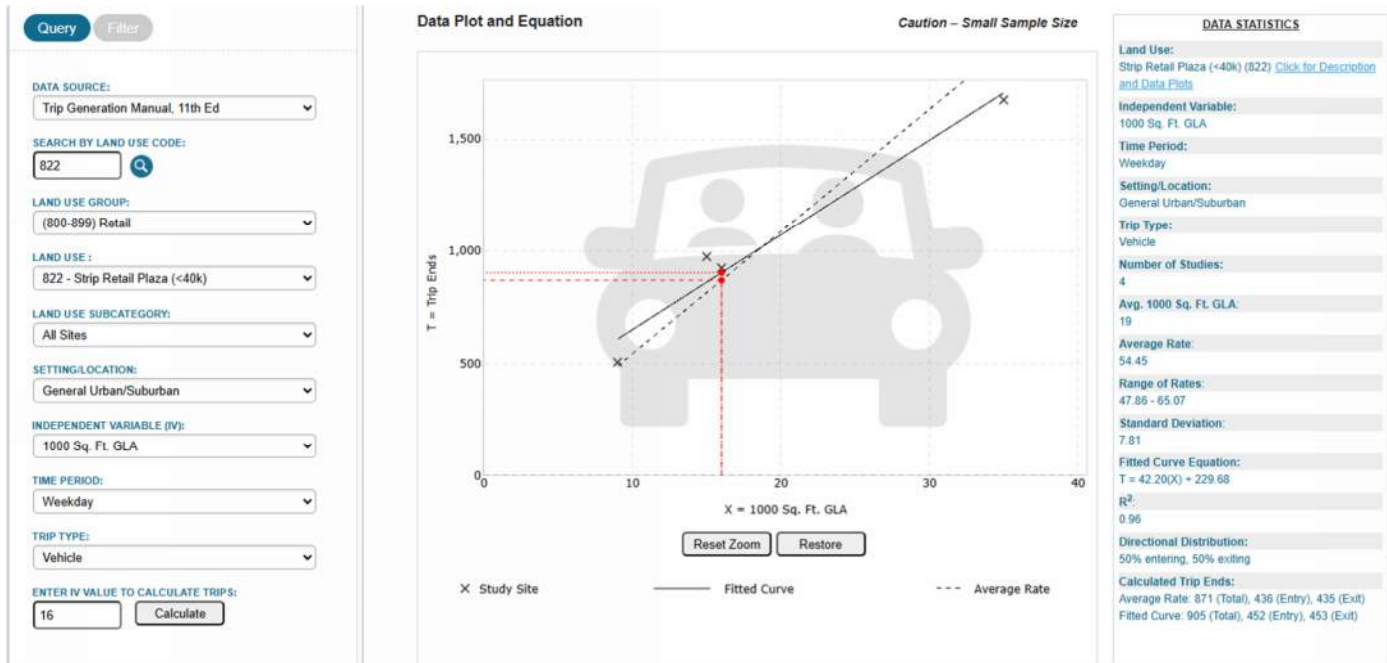 Query
Filter
DATA SOURCE:
Trip Generation Manual, 11th Ed
SEARCH BY LAND USE CODE:
822
LAND USE GROUP:
(800-899) Retail
LAND USE :
822 - Strip Retail Plaza (<40k)
LAND USE SUBCATEGORY:
All Sites
SETTING/LOCATION:
General Urban/Suburban
INDEPENDENT VARIABLE (IV):
1000 Sq. Ft. GLA
TIME PERIOD:
Weekday
TRIP TYPE:
Vehicle
ENTER IV VALUE TO CALCULATE TRIPS:
16
Calculate
Data Plot and Equation
Caution – Small Sample Size
1,500
1,000
500
0
T = Trip Ends
0 10 20 30 40
X = 1000 Sq. Ft. GLA
Reset Zoom
Restore
Study Site
Fitted Curve
Average Rate
DATA STATISTICS
Land Use:
Strip Retail Plaza (<40k) (822) Click for Description
and Data Plots
Independent Variable:
1000 Sq. Ft. GLA
Time Period:
Weekday
Setting/Location:
General Urban/Suburban
Trip Type:
Vehicle
Number of Studies:
4
Avg. 1000 Sq. Ft. GLA:
19
Average Rate:
54.45
Range of Rates:
47.86 - 65.07
Standard Deviation:
7.81
Fitted Curve Equation:
T = 42.20(X) + 229.68
R²:
0.96
Directional Distribution:
50% entering, 50% exiting
Calculated Trip Ends:
Average Rate: 871 (Total), 436 (Entry), 435 (Exit)
Fitted Curve: 905 (Total), 452 (Entry), 453 (Exit)